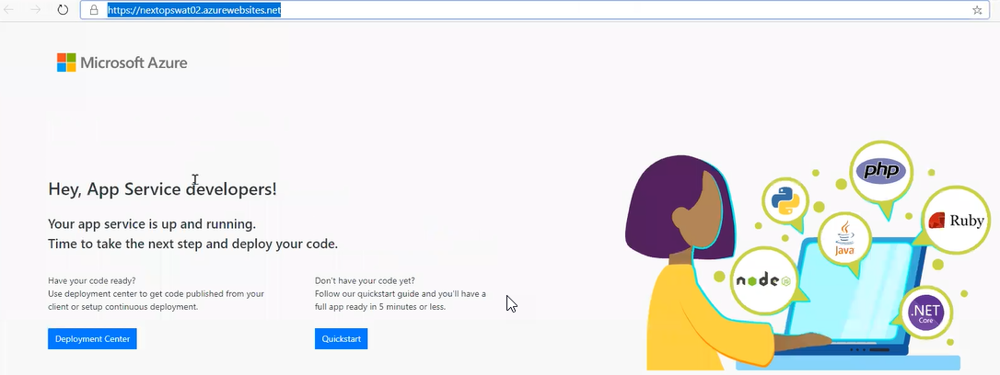 https://nextopswat02.azurewebsites.net
Microsoft Azure
Hey, App Service developers!
Your app service is up and running.
Time to take the next step and deploy your code.
Have your code ready?
Use deployment center to get code published from your
client or setup continuous deployment.
Deployment Center
Don't have your code yet?
Follow our quickstart guide and you'll have a
full app ready in 5 minutes or less.
Quickstart
php
Ruby
Java
node
JS
.NET
Core